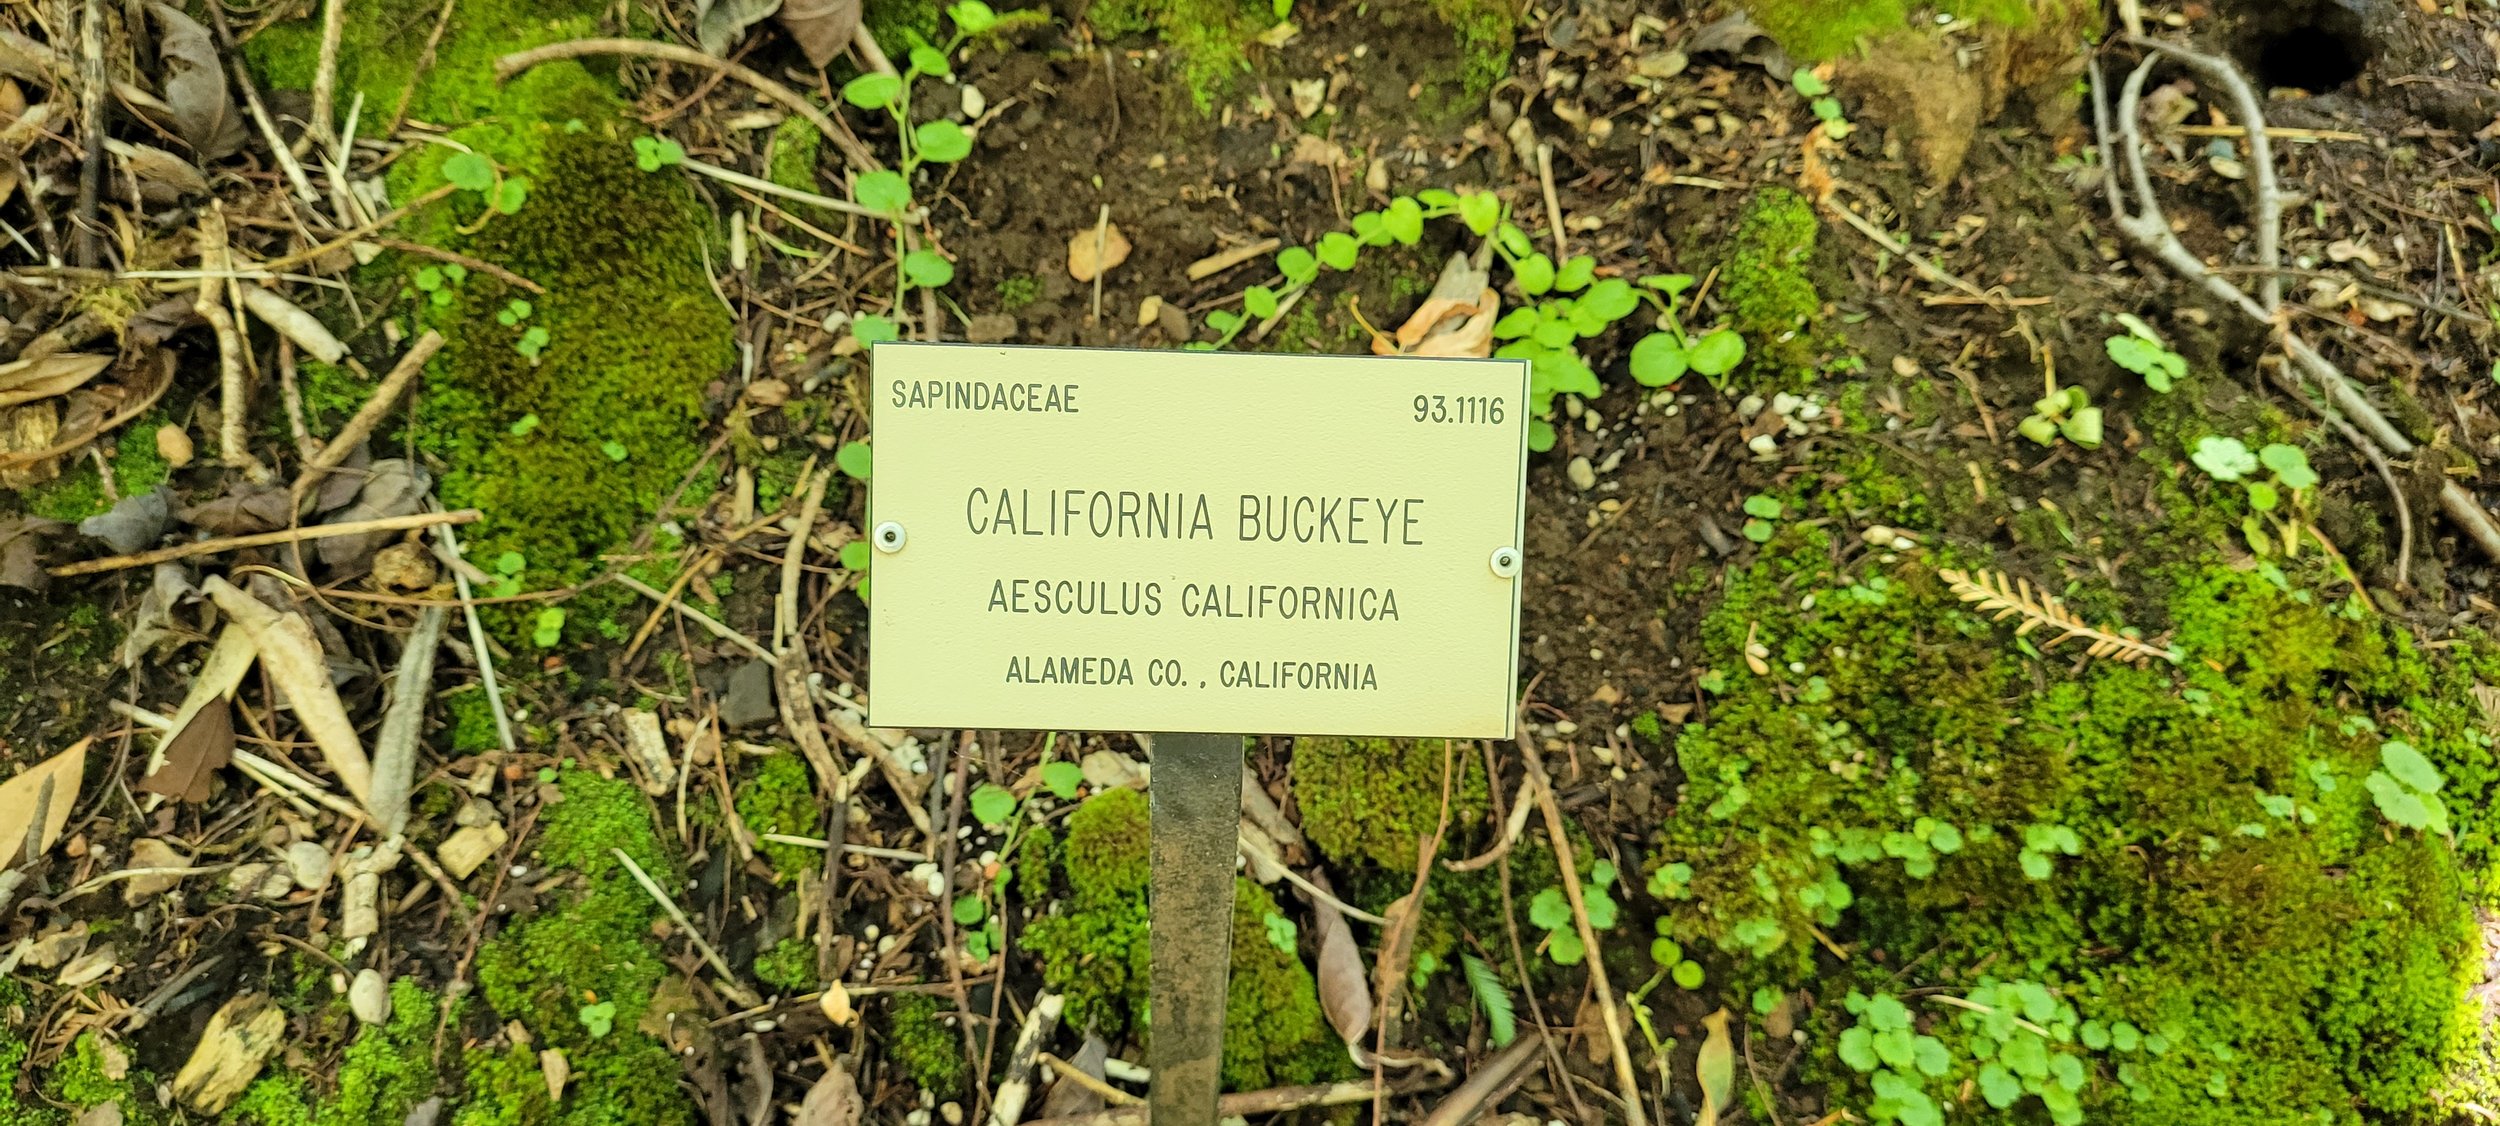 SAPINDACEAE 93.1116
CALIFORNIA BUCKEYE
AESCULUS CALIFORNICA
ALAMEDA CO. , CALIFORNIA